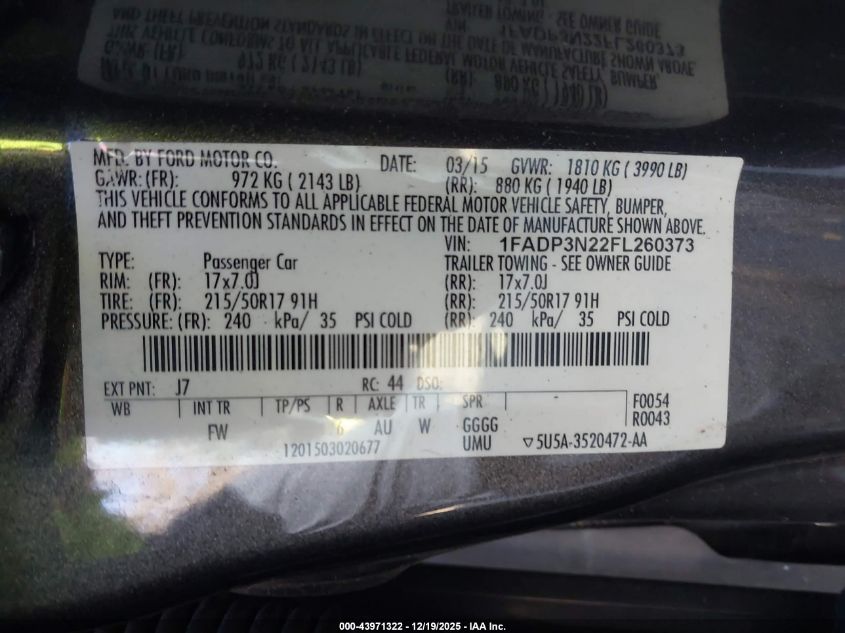 MFD. BY FORD MOTOR CO. DATE: 03/15 GVWR: 1810 KG ( 3990 LB)
GAWR: (FR): 972 KG ( 2143 LB) (RR): 880 KG ( 1940 LB)
THIS VEHICLE CONFORMS TO ALL APPLICABLE FEDERAL MOTOR VEHICLE SAFETY, BUMPER,
AND THEFT PREVENTION STANDARDS IN EFFECT ON THE DATE OF MANUFACTURE SHOWN ABOVE.
VIN: 1FADP3N22FL260373
TYPE: Passenger Car TRAILER TOWING - SEE OWNER GUIDE
RIM: (FR): 17x7.0J (RR): 17x7.0J
TIRE: (FR): 215/50R17 91H (RR): 215/50R17 91H
PRESSURE: (FR): 240 kPa/ 35 PSI COLD (RR): 240 kPa/ 35 PSI COLD
EXT PNT: J7 RC: 44 DSO:
WB INT TR TP/PS R AXLE TR SPR F0054
FW 6 AU W GGGG R0043
1201503020677 UMU ▽5U5A-3520472-AA
000-43971322 - 12/19/2025 - IAA Inc.